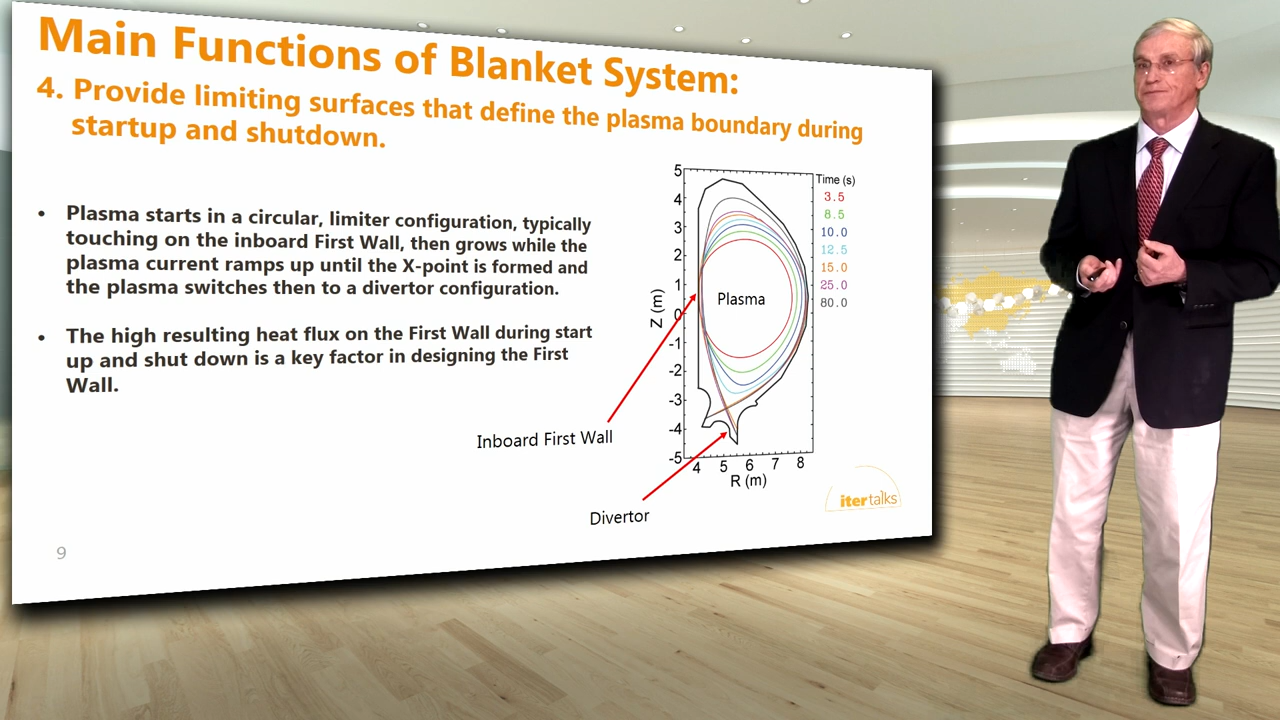 Main Functions of Blanket System:
4. Provide limiting surfaces that define the plasma boundary during
startup and shutdown.
• Plasma starts in a circular, limiter configuration, typically
touching on the inboard First Wall, then grows while the
plasma current ramps up until the X-point is formed and
the plasma switches then to a divertor configuration.
• The high resulting heat flux on the First Wall during start
up and shut down is a key factor in designing the First
Wall.
5
4
3
2
1
0
-1
-2
-3
-4
-5
Z (m)
4 5 6 7 8
R (m)
Plasma
Time (s)
3.5
8.5
10.0
12.5
15.0
25.0
80.0
Inboard First Wall
Divertor
iter talks
9